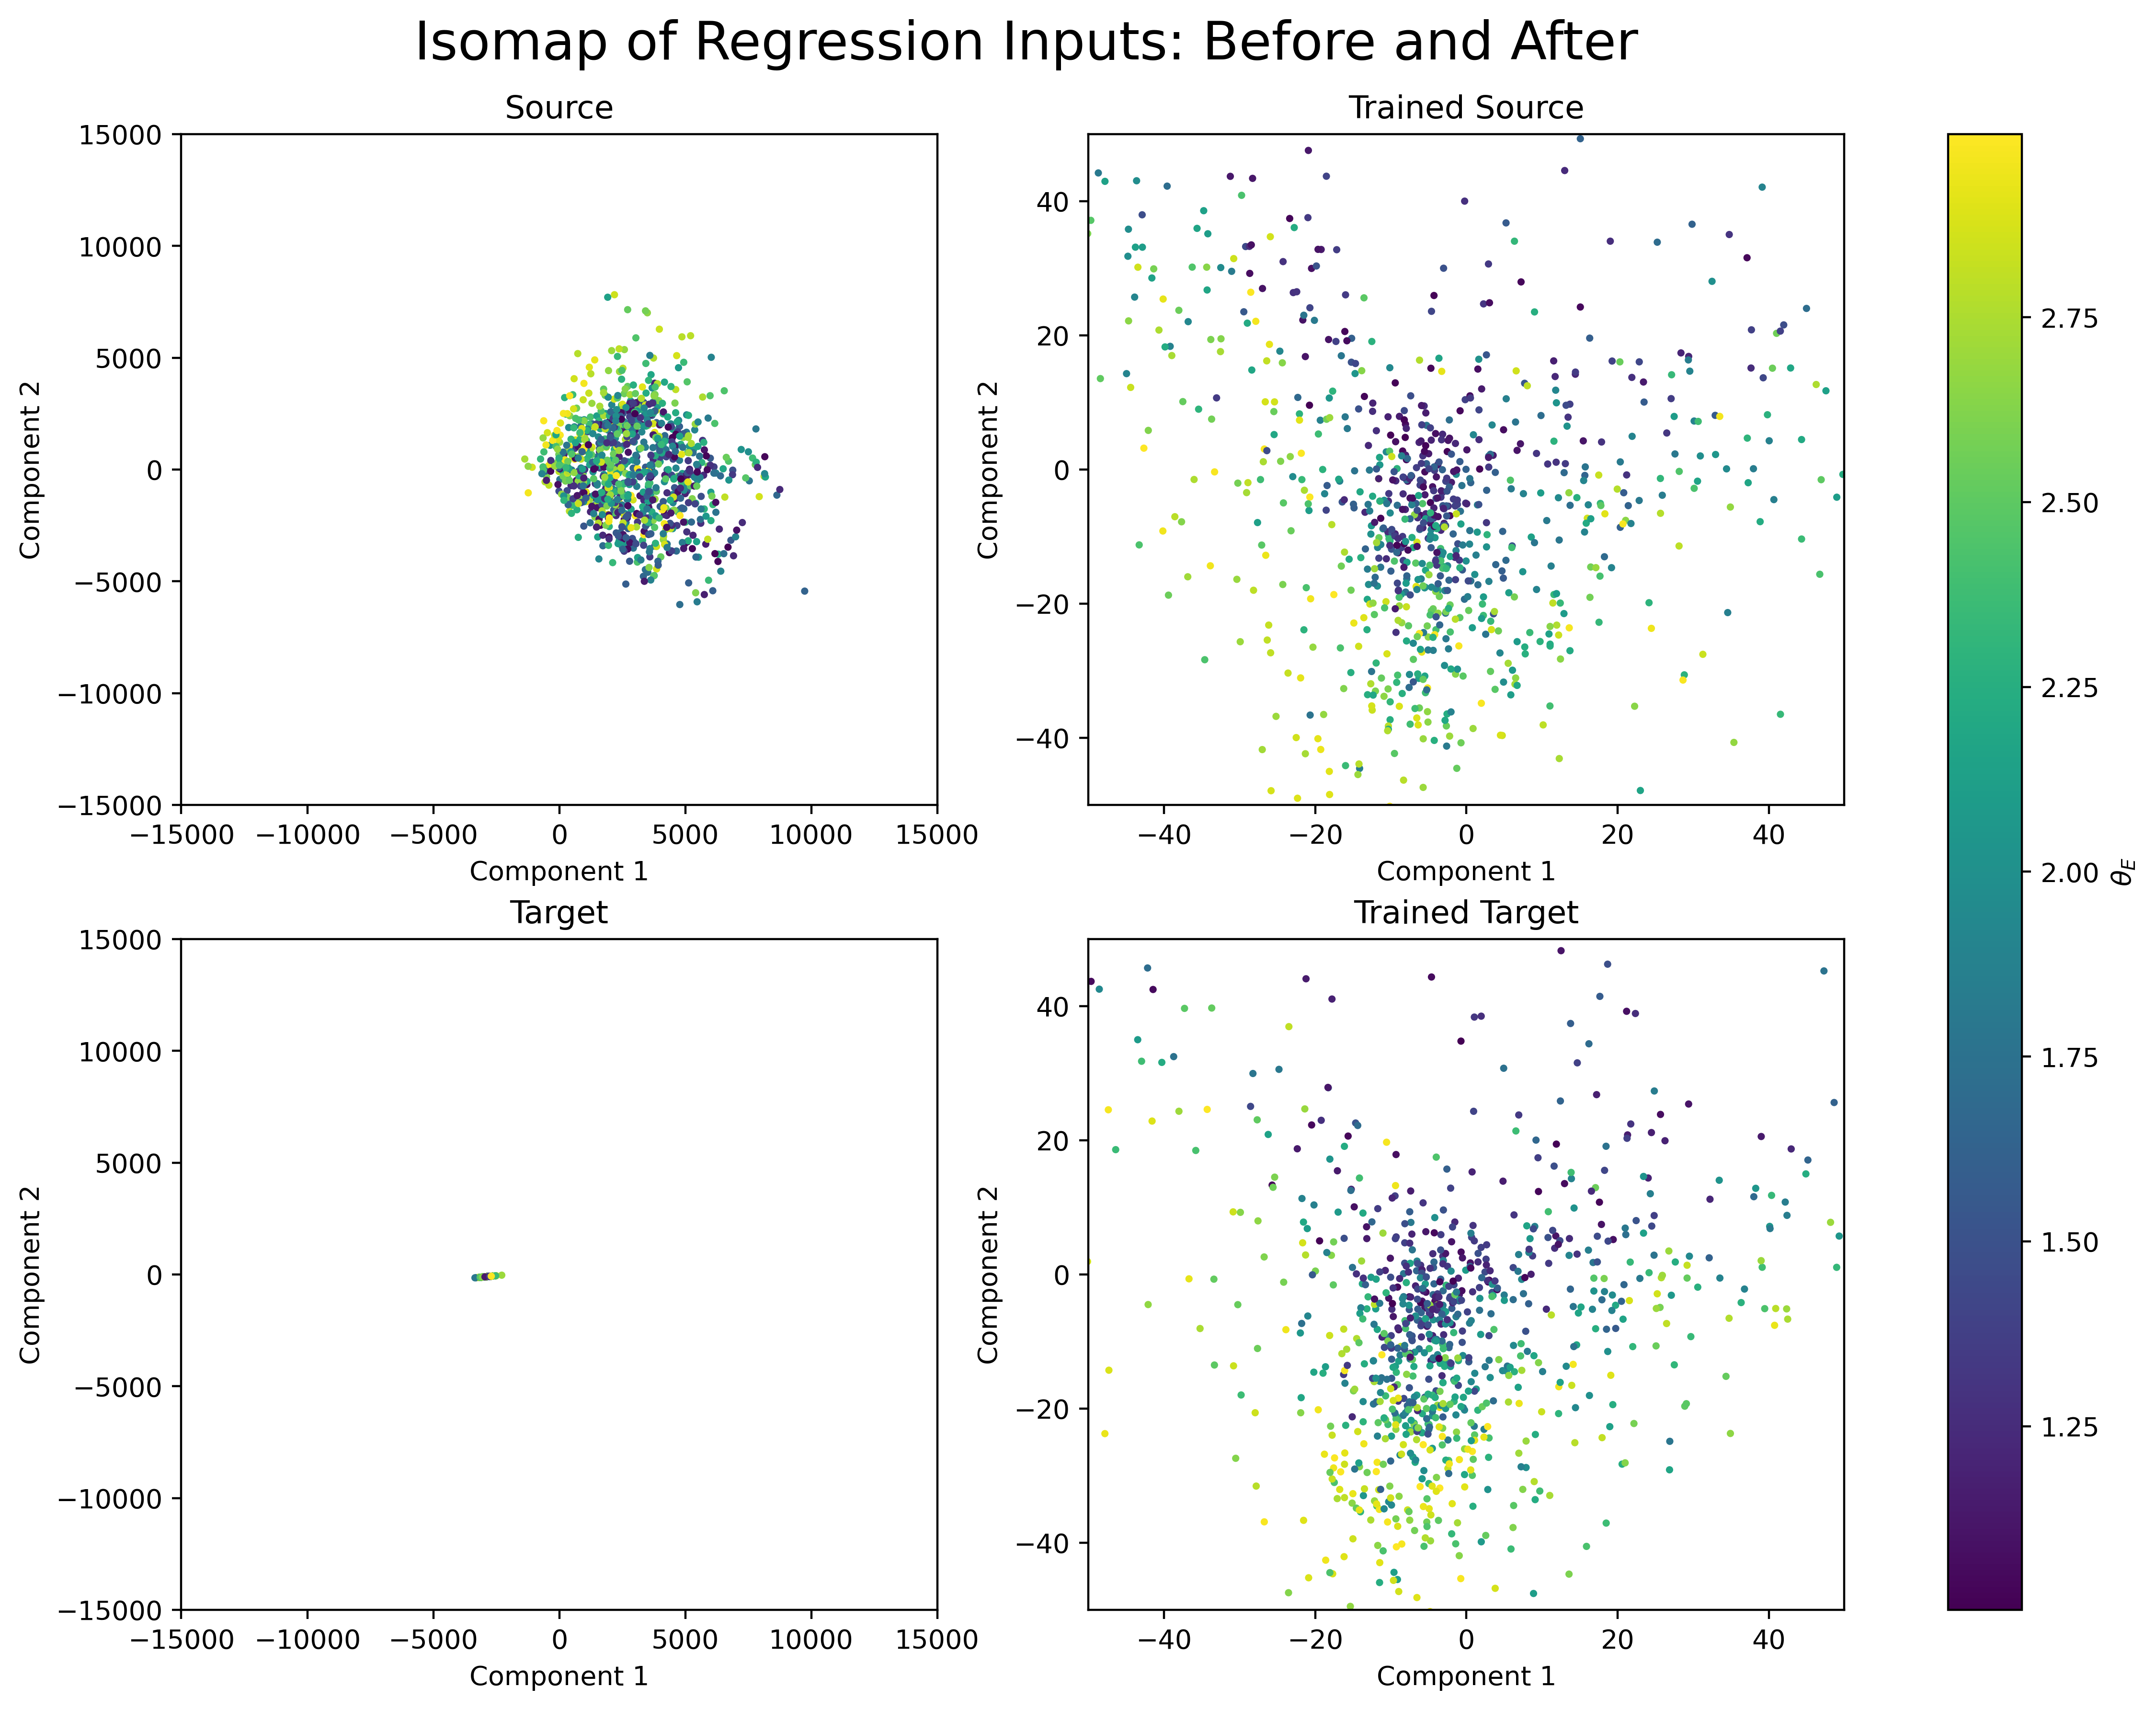 Isomap of Regression Inputs: Before and After
Source
15000
10000
5000
0
−5000
−10000
−15000
Component 2
−15000 −10000 −5000 0 5000 10000 15000
Component 1
Trained Source
40
20
0
−20
−40
Component 2
−40 −20 0 20 40
Component 1
Target
15000
10000
5000
0
−5000
−10000
−15000
Component 2
−15000 −10000 −5000 0 5000 10000 15000
Component 1
Trained Target
40
20
0
−20
−40
Component 2
−40 −20 0 20 40
Component 1
2.75
2.50
2.25
2.00
1.75
1.50
1.25
θE